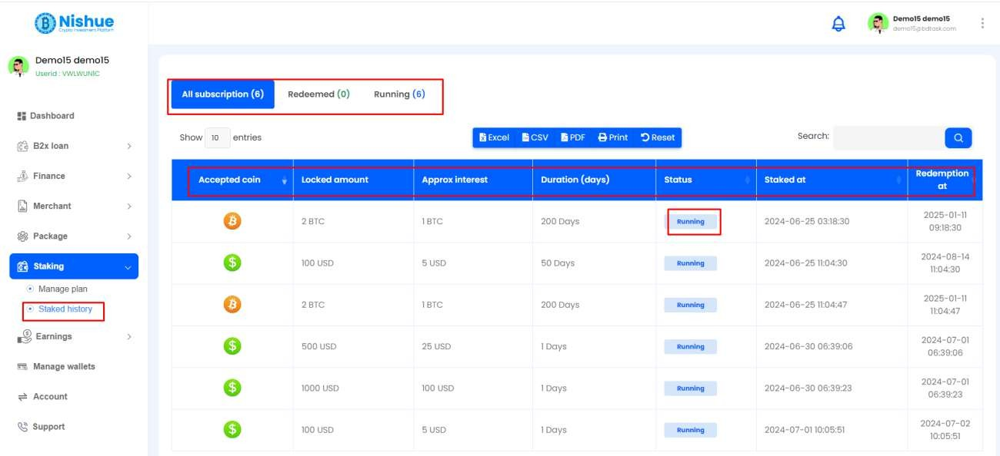 Nishue
Crypto Investment Platform
Demo15 demo15
demo15@bdtask.com
Demo15 demo15
Userid : VWLWUN1C
Dashboard
B2x loan
Finance
Merchant
Package
Staking
Manage plan
Staked history
Earnings
Manage wallets
Account
Support
All subscription (6) Redeemed (0) Running (6)
Show 10 entries
Excel CSV PDF Print Reset
Search:
Accepted coin Locked amount Approx interest Duration (days) Status Staked at Redemption at
2 BTC 1 BTC 200 Days Running 2024-06-25 03:18:30 2025-01-11 09:18:30
100 USD 5 USD 50 Days Running 2024-06-25 11:04:30 2024-08-14 11:04:30
2 BTC 1 BTC 200 Days Running 2024-06-25 11:04:47 2025-01-11 11:04:47
500 USD 25 USD 1 Days Running 2024-06-30 06:39:06 2024-07-01 06:39:06
1000 USD 100 USD 1 Days Running 2024-06-30 06:39:23 2024-07-01 06:39:23
100 USD 5 USD 1 Days Running 2024-07-01 10:05:51 2024-07-02 10:05:51